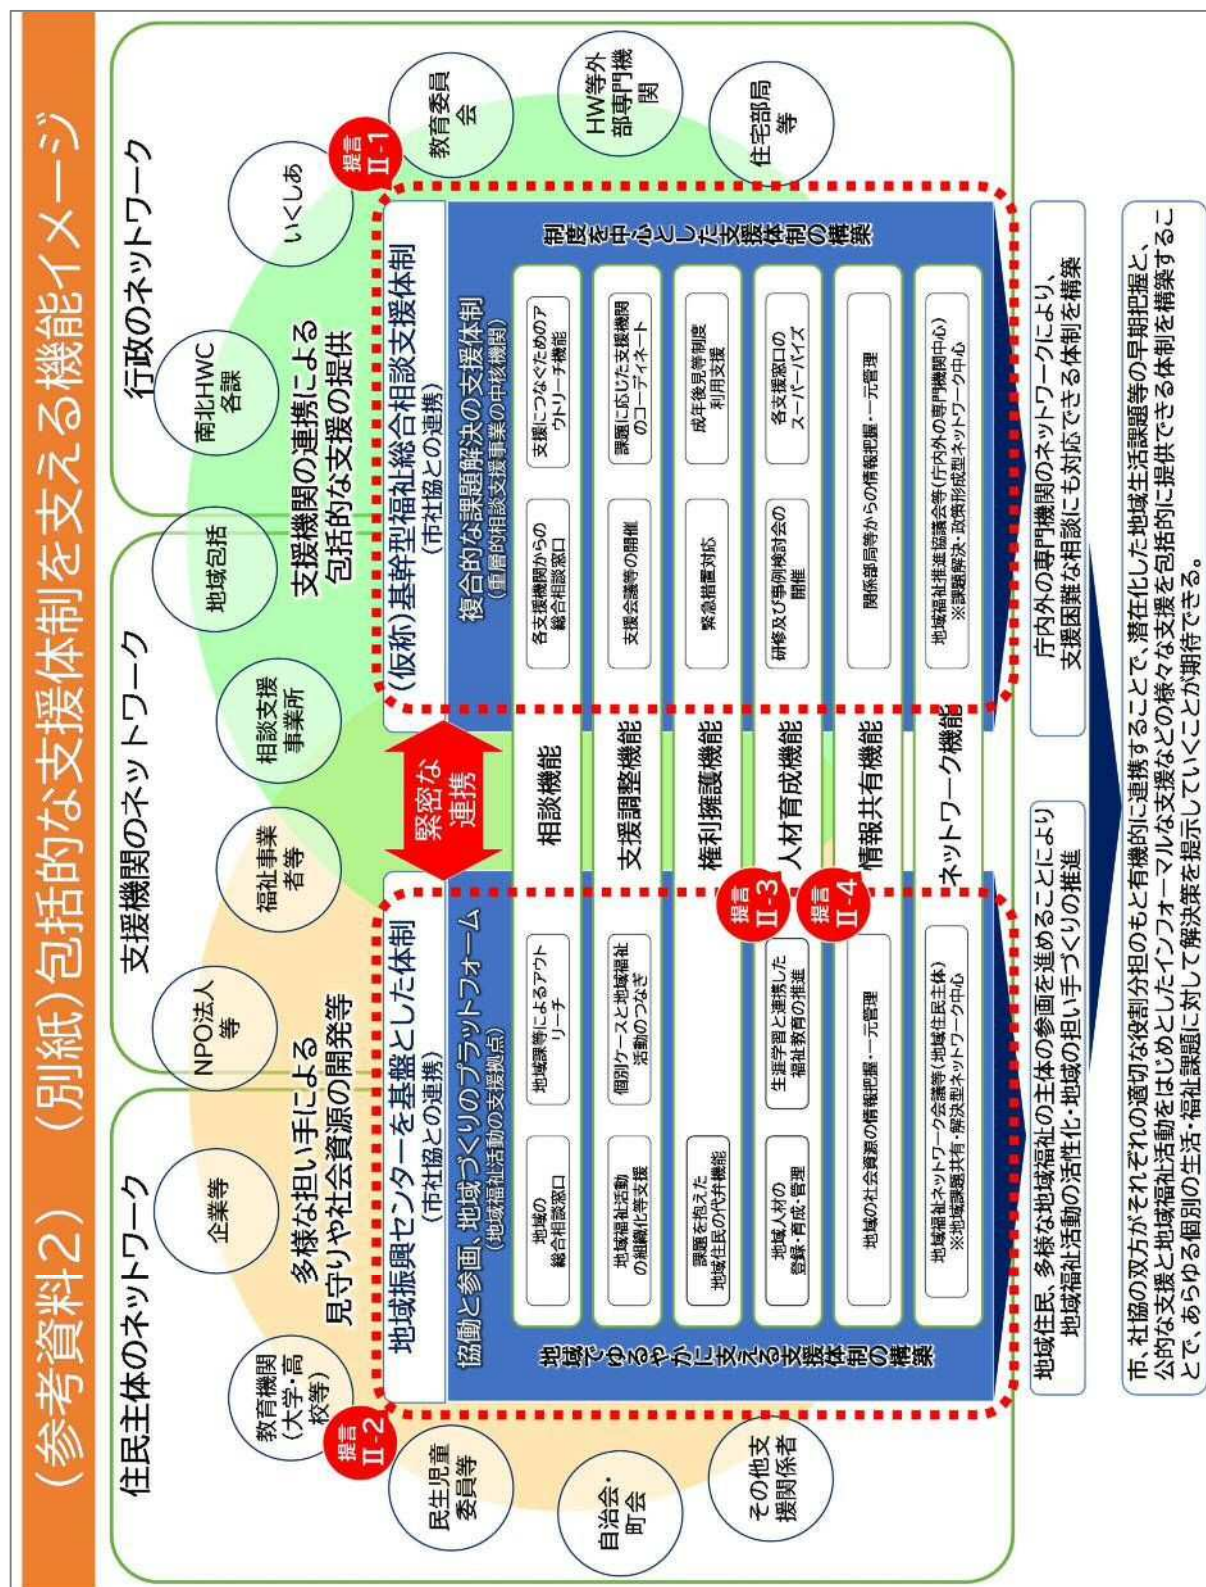 （参考資料２）　（別紙）包括的な支援体制を支える機能イメージ
住民主体のネットワーク
支援機関のネットワーク
行政のネットワーク
教育機関
（大学・高
校等）
企業等
NPO法人
等
福祉事業
者等
相談支援
事業所
地域包括
南北HWC
各課
いくしあ
民生児童
委員等
自治会・
町会
その他支
援関係者
教育委員
会
HW等外
部専門機
関
住宅部局
等
多様な担い手による
見守りや社会資源の開発等
支援機関の連携による
包括的な支援の提供
提言
Ⅱ-2
提言
Ⅱ-1
地域振興センターを基盤とした体制
（市社協との連携）
緊密な
連携
（仮称）基幹型福祉総合相談支援体制
（市社協との連携）
協働と参画、地域づくりのプラットフォーム
（地域福祉活動の支援拠点）
複合的な課題解決の支援体制
（重層的相談支援事業の中核機関）
地域でゆるやかに支える支援体制の構築
制度を中心とした支援体制の構築
地域の
総合相談窓口
地域課等によるアウト
リーチ
相談機能
各支援機関からの
総合相談窓口
支援につなぐためのア
ウトリーチ機能
地域福祉活動
の組織化等支援
個別ケースと地域福祉
活動のつなぎ
支援調整機能
支援会議等の開催
課題に応じた支援機関
のコーディネート
課題を抱えた
地域住民の代弁機能
権利擁護機能
緊急措置対応
成年後見等制度
利用支援
提言
Ⅱ-3
地域人材の
登録・育成・管理
生涯学習と連携した
福祉教育の推進
人材育成機能
研修及び事例検討会の
開催
各支援窓口の
スーパーバイズ
提言
Ⅱ-4
地域の社会資源の情報把握・一元管理
情報共有機能
関係部局等からの情報把握・一元管理
地域福祉ネットワーク会議等（地域住民主体）
※地域課題共有・解決型ネットワーク中心
ネットワーク機能
地域福祉推進協議会等（庁内外の専門機関中心）
※課題解決・政策形成型ネットワーク中心
地域住民、多様な地域福祉の主体の参画を進めることにより
地域福祉活動の活性化・地域の担い手づくりの推進
庁内外の専門機関のネットワークにより、
支援困難な相談にも対応できる体制を構築
市、社協の双方がそれぞれの適切な役割分担のもと有機的に連携することで、潜在化した地域生活課題等の早期把握と、
公的な支援と地域福祉活動をはじめとしたインフォーマルな支援などの様々な支援を包括的に提供できる体制を構築するこ
とで、あらゆる個別の生活・福祉課題に対して解決策を提示していくことが期待できる。